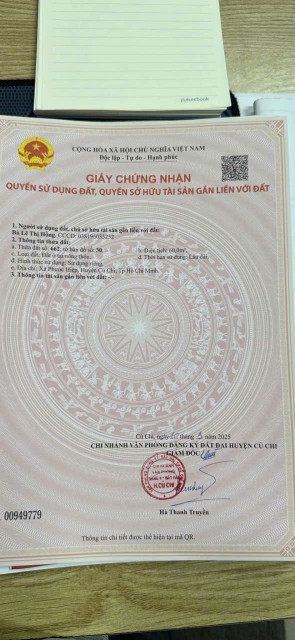 CỘNG HÒA XÃ HỘI CHỦ NGHĨA VIỆT NAM
Độc lập - Tự do - Hạnh phúc
GIẤY CHỨNG NHẬN
QUYỀN SỬ DỤNG ĐẤT, QUYỀN SỞ HỮU TÀI SẢN GẮN LIỀN VỚI ĐẤT
1. Người sử dụng đất, chủ sở hữu tài sản gắn liền với đất:
Bà Lê Thị Hồng, CCCD:
2. Thông tin thửa đất:
a. Thửa đất số: 662, tờ bản đồ số: 30, b. Diện tích: 60,0m²,
c. Loại đất: Đất ở tại nông thôn, d. Thời hạn sử dụng: Lâu dài,
đ. Hình thức sử dụng: Sử dụng riêng,
e. Địa chỉ: Xã Phước Hiệp, Huyện Củ Chi, Tp Hồ Chí Minh.
3. Thông tin tài sản gắn liền với đất:
Củ Chi, ngày 10 tháng 3 năm 2025
CHI NHÁNH VĂN PHÒNG ĐĂNG KÝ ĐẤT ĐAI HUYỆN CỦ CHI
GIÁM ĐỐC
H.CỦ CHI
Hà Thanh Truyền
00949779
Thông tin chi tiết được thể hiện tại mã QR.